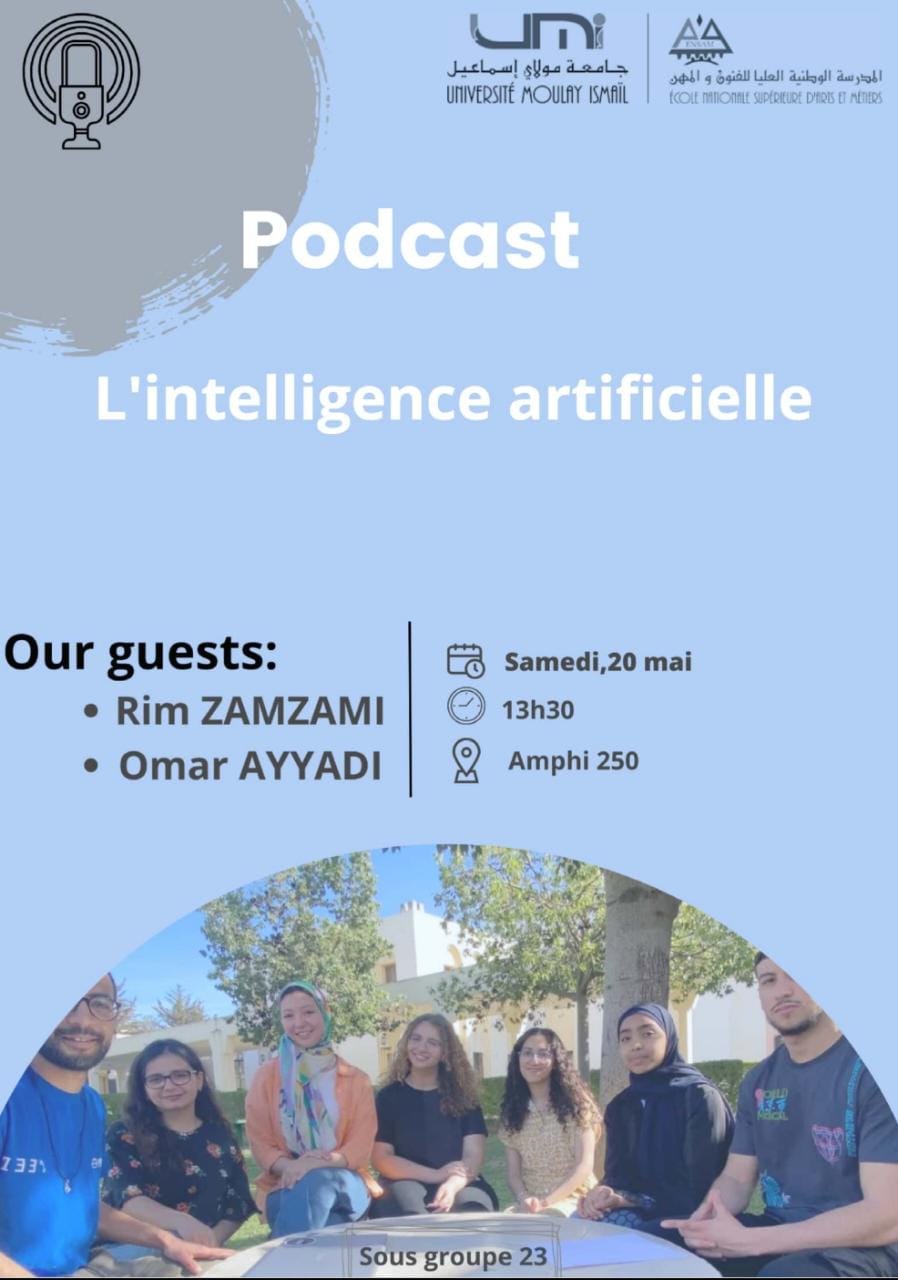 جامعة مولاي إسماعيل
UNIVERSITÉ MOULAY ISMAÏL
ENSAM
المدرسة الوطنية العليا للفنون و المهن
ÉCOLE NATIONALE SUPÉRIEURE D'ARTS ET MÉTIERS
Podcast
L'intelligence artificielle
Our guests:
• Rim ZAMZAMI
• Omar AYYADI
Samedi,20 mai
13h30
Amphi 250
Sous groupe 23